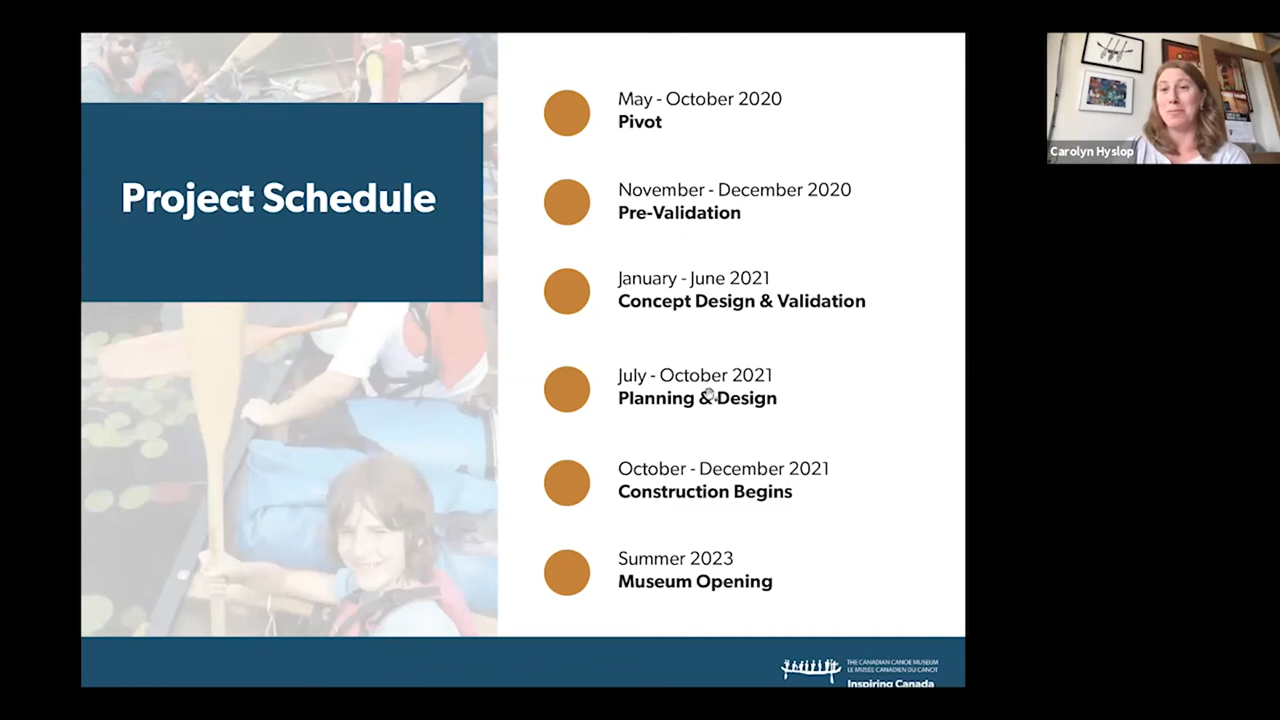 Project Schedule
May - October 2020
Pivot
November - December 2020
Pre-Validation
January - June 2021
Concept Design & Validation
July - October 2021
Planning & Design
October - December 2021
Construction Begins
Summer 2023
Museum Opening
THE CANADIAN CANOE MUSEUM
LE MUSÉE CANADIEN DU CANOT
Inspiring Canada
Carolyn Hyslop